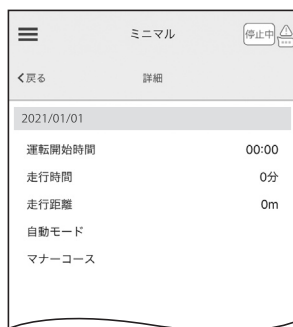 ミニマル 停止中
戻る 詳細
2021/01/01
運転開始時間 00:00
走行時間 0分
走行距離 0m
自動モード
マナーコース